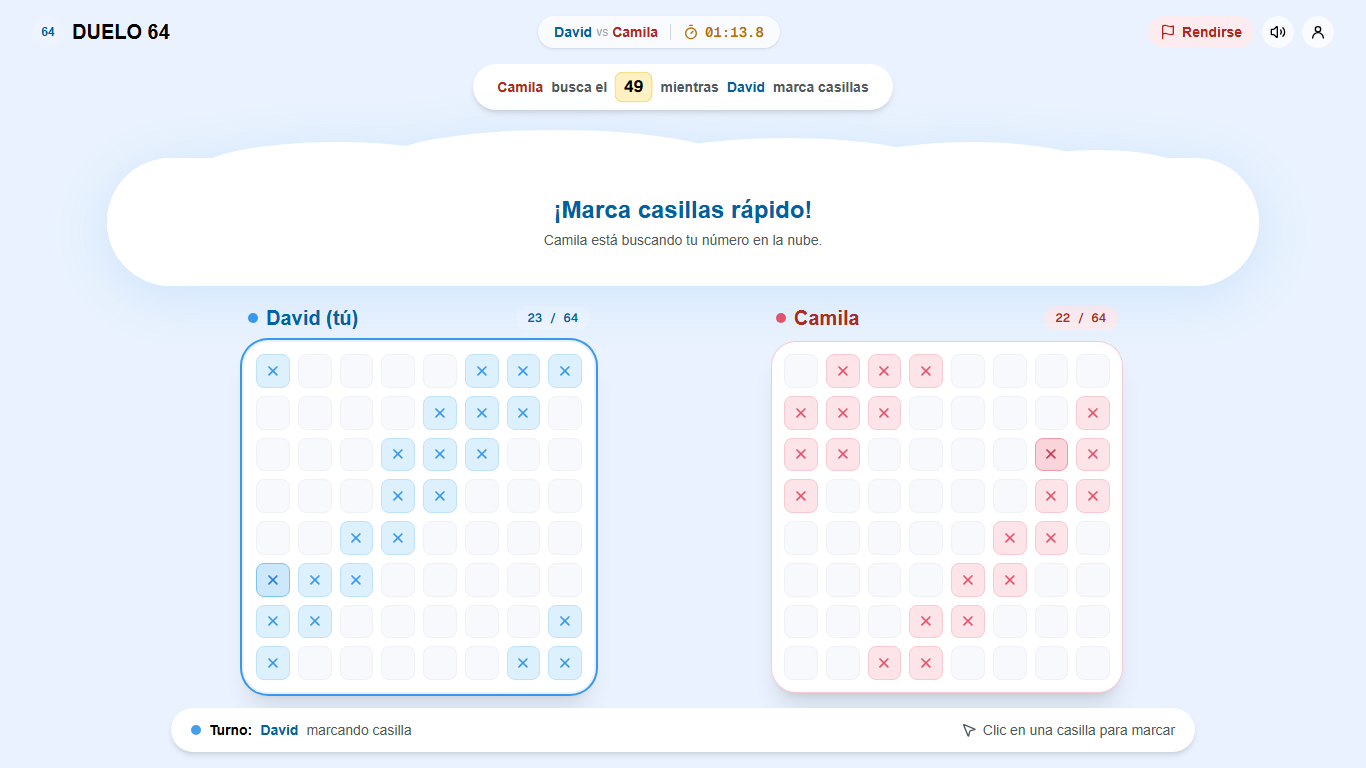 64 DUELO 64
David vs Camila 01:13.8
Rendirse
Camila busca el 49 mientras David marca casillas
¡Marca casillas rápido!
Camila está buscando tu número en la nube.
David (tú) 23 / 64
Camila 22 / 64
Turno: David marcando casilla
Clic en una casilla para marcar